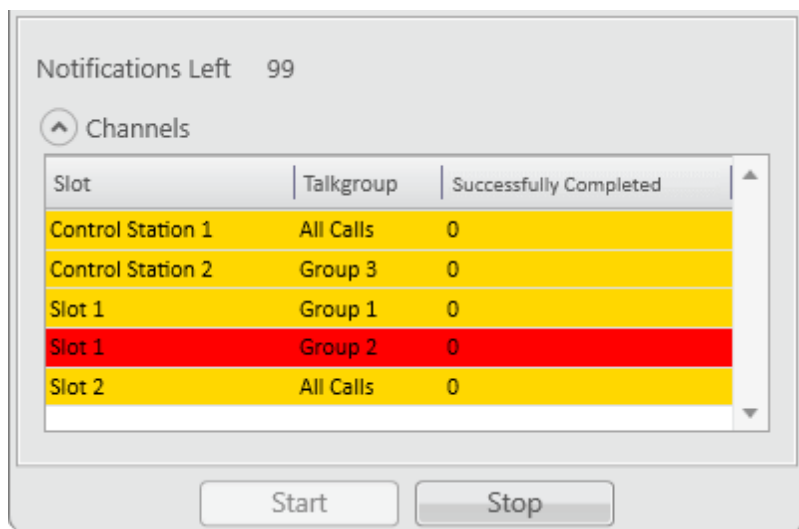 Notifications Left 99
Channels
Slot Talkgroup Successfully Completed
Control Station 1 All Calls 0
Control Station 2 Group 3 0
Slot 1 Group 1 0
Slot 1 Group 2 0
Slot 2 All Calls 0
Start Stop